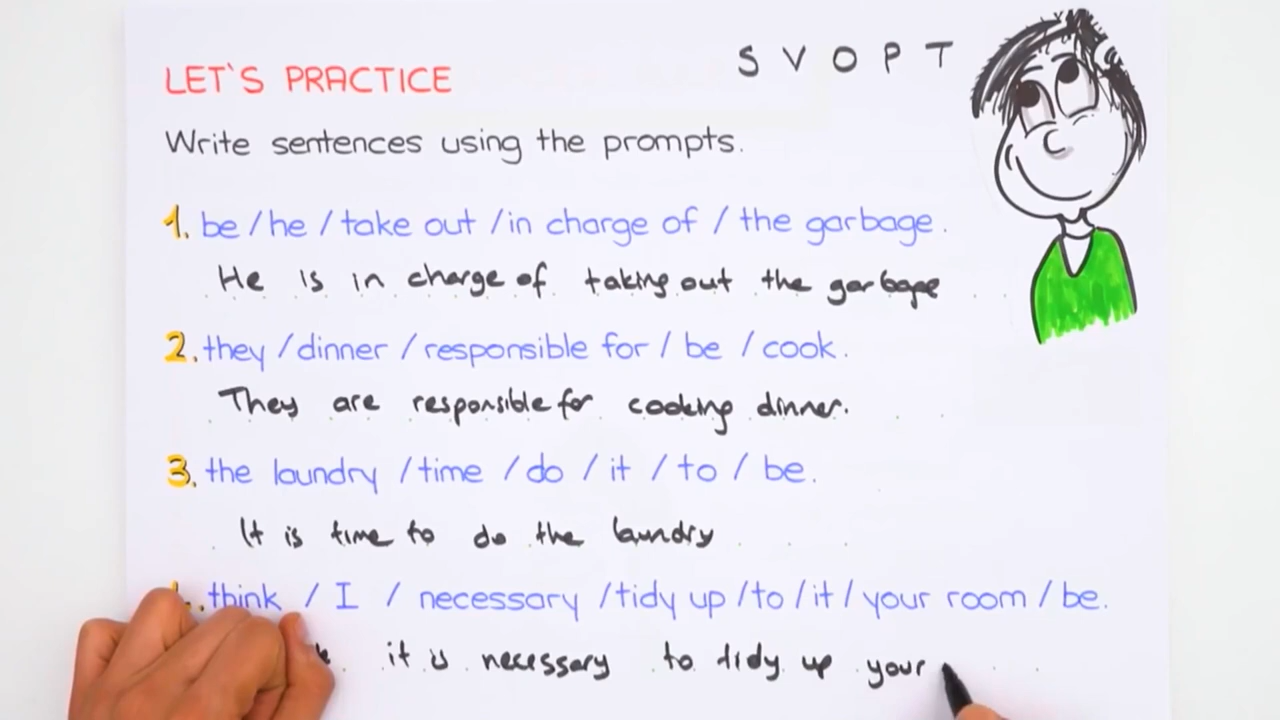 S V O P T
LET'S PRACTICE
Write sentences using the prompts.
1. be / he / take out / in charge of / the garbage.
He is in charge of taking out the garbage
2. they / dinner / responsible for / be / cook.
They are responsible for cooking dinner.
3. the laundry / time / do / it / to / be.
It is time to do the laundry
think / I / necessary / tidy up / to / it / your room / be.
it is necessary to tidy up your